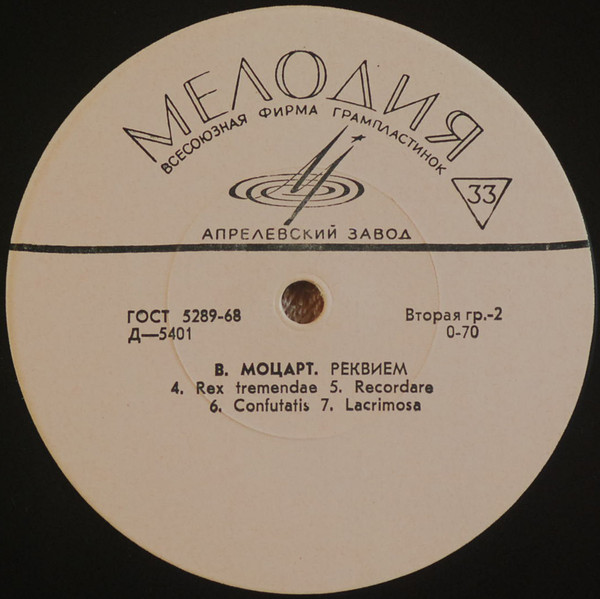 МЕЛОДИЯ
ВСЕСОЮЗНАЯ ФИРМА ГРАМПЛАСТИНОК
33
АПРЕЛЕВСКИЙ ЗАВОД
ГОСТ 5289-68 Вторая гр.-2
Д—5401 0-70
В. МОЦАРТ. РЕКВИЕМ
4. Rex tremendae 5. Recordare
6. Confutatis 7. Lacrimosa